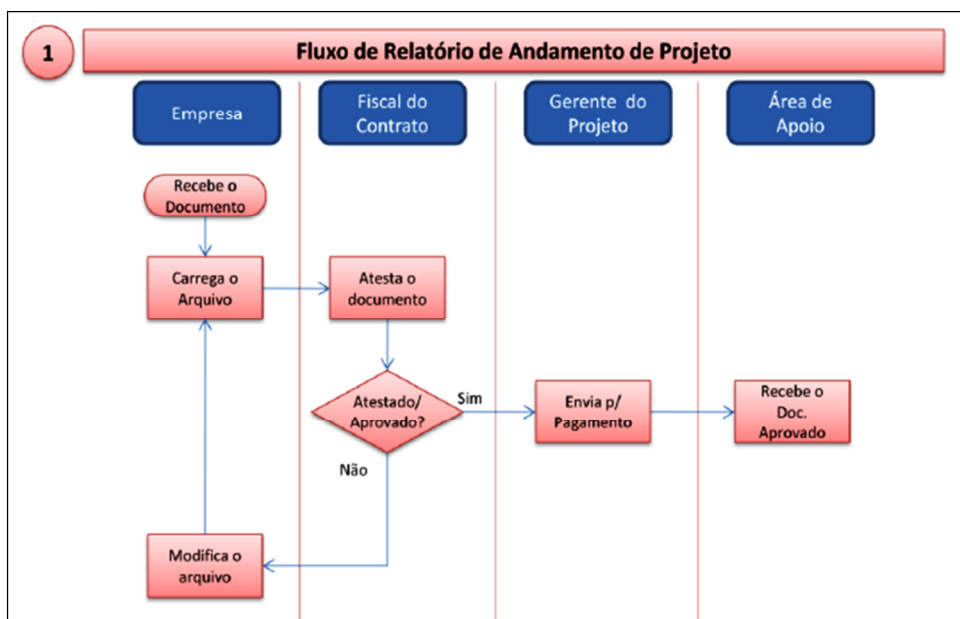 1
Fluxo de Relatório de Andamento de Projeto
Empresa
Fiscal do
Contrato
Gerente do
Projeto
Área de
Apoio
Recebe o
Documento
Carrega o
Arquivo
Atesta o
documento
Atestado/
Aprovado?
Sim
Envia p/
Pagamento
Recebe o
Doc.
Aprovado
Não
Modifica o
arquivo